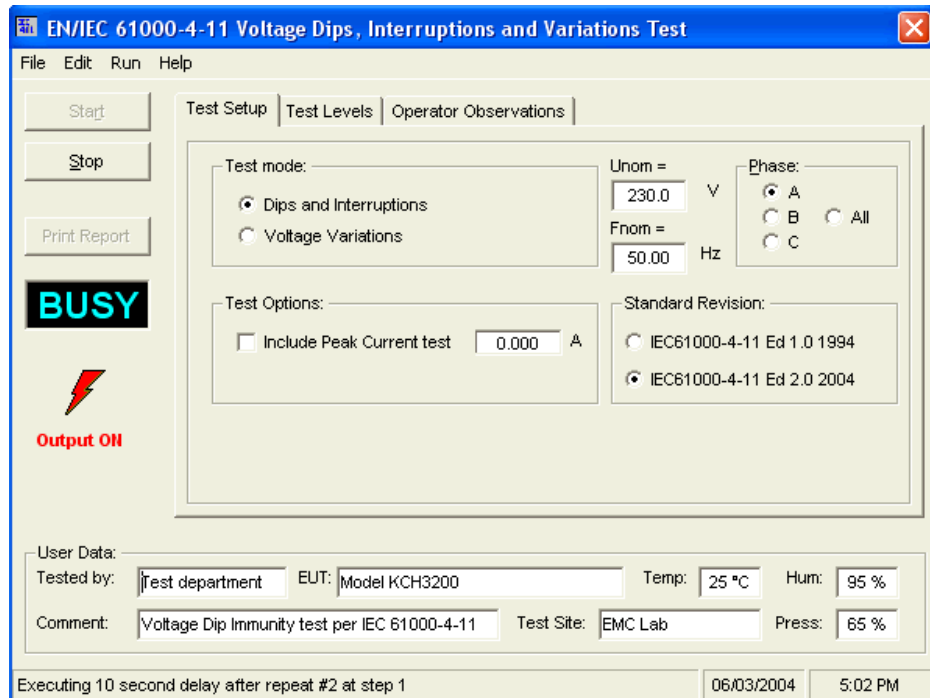 EN/IEC 61000-4-11 Voltage Dips, Interruptions and Variations Test
File Edit Run Help
Start
Stop
Print Report
BUSY
Output ON
Test Setup Test Levels Operator Observations
Test mode:
Dips and Interruptions
Voltage Variations
Unom =
230.0 V
Fnom =
50.00 Hz
Phase:
A
B All
C
Test Options:
Include Peak Current test 0.000 A
Standard Revision:
IEC61000-4-11 Ed 1.0 1994
IEC61000-4-11 Ed 2.0 2004
User Data:
Tested by: Test department EUT: Model KCH3200 Temp: 25 °C Hum: 95 %
Comment: Voltage Dip Immunity test per IEC 61000-4-11 Test Site: EMC Lab Press: 65 %
Executing 10 second delay after repeat #2 at step 1 06/03/2004 5:02 PM